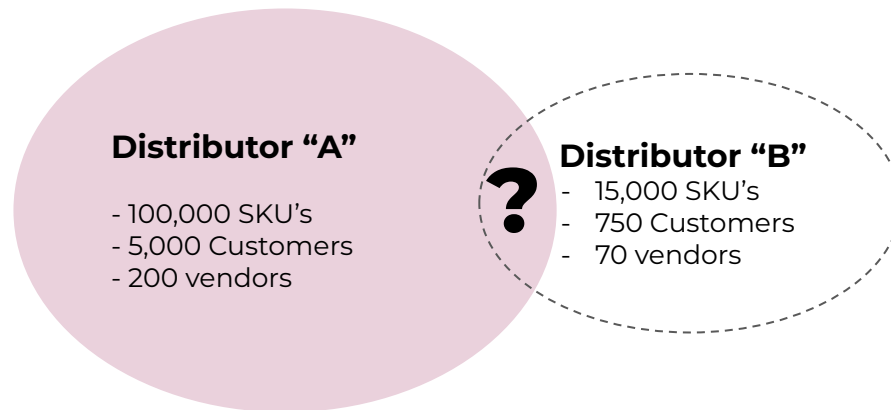 Distributor “A”
- 100,000 SKU’s
- 5,000 Customers
- 200 vendors
?
Distributor “B”
- 15,000 SKU’s
- 750 Customers
- 70 vendors